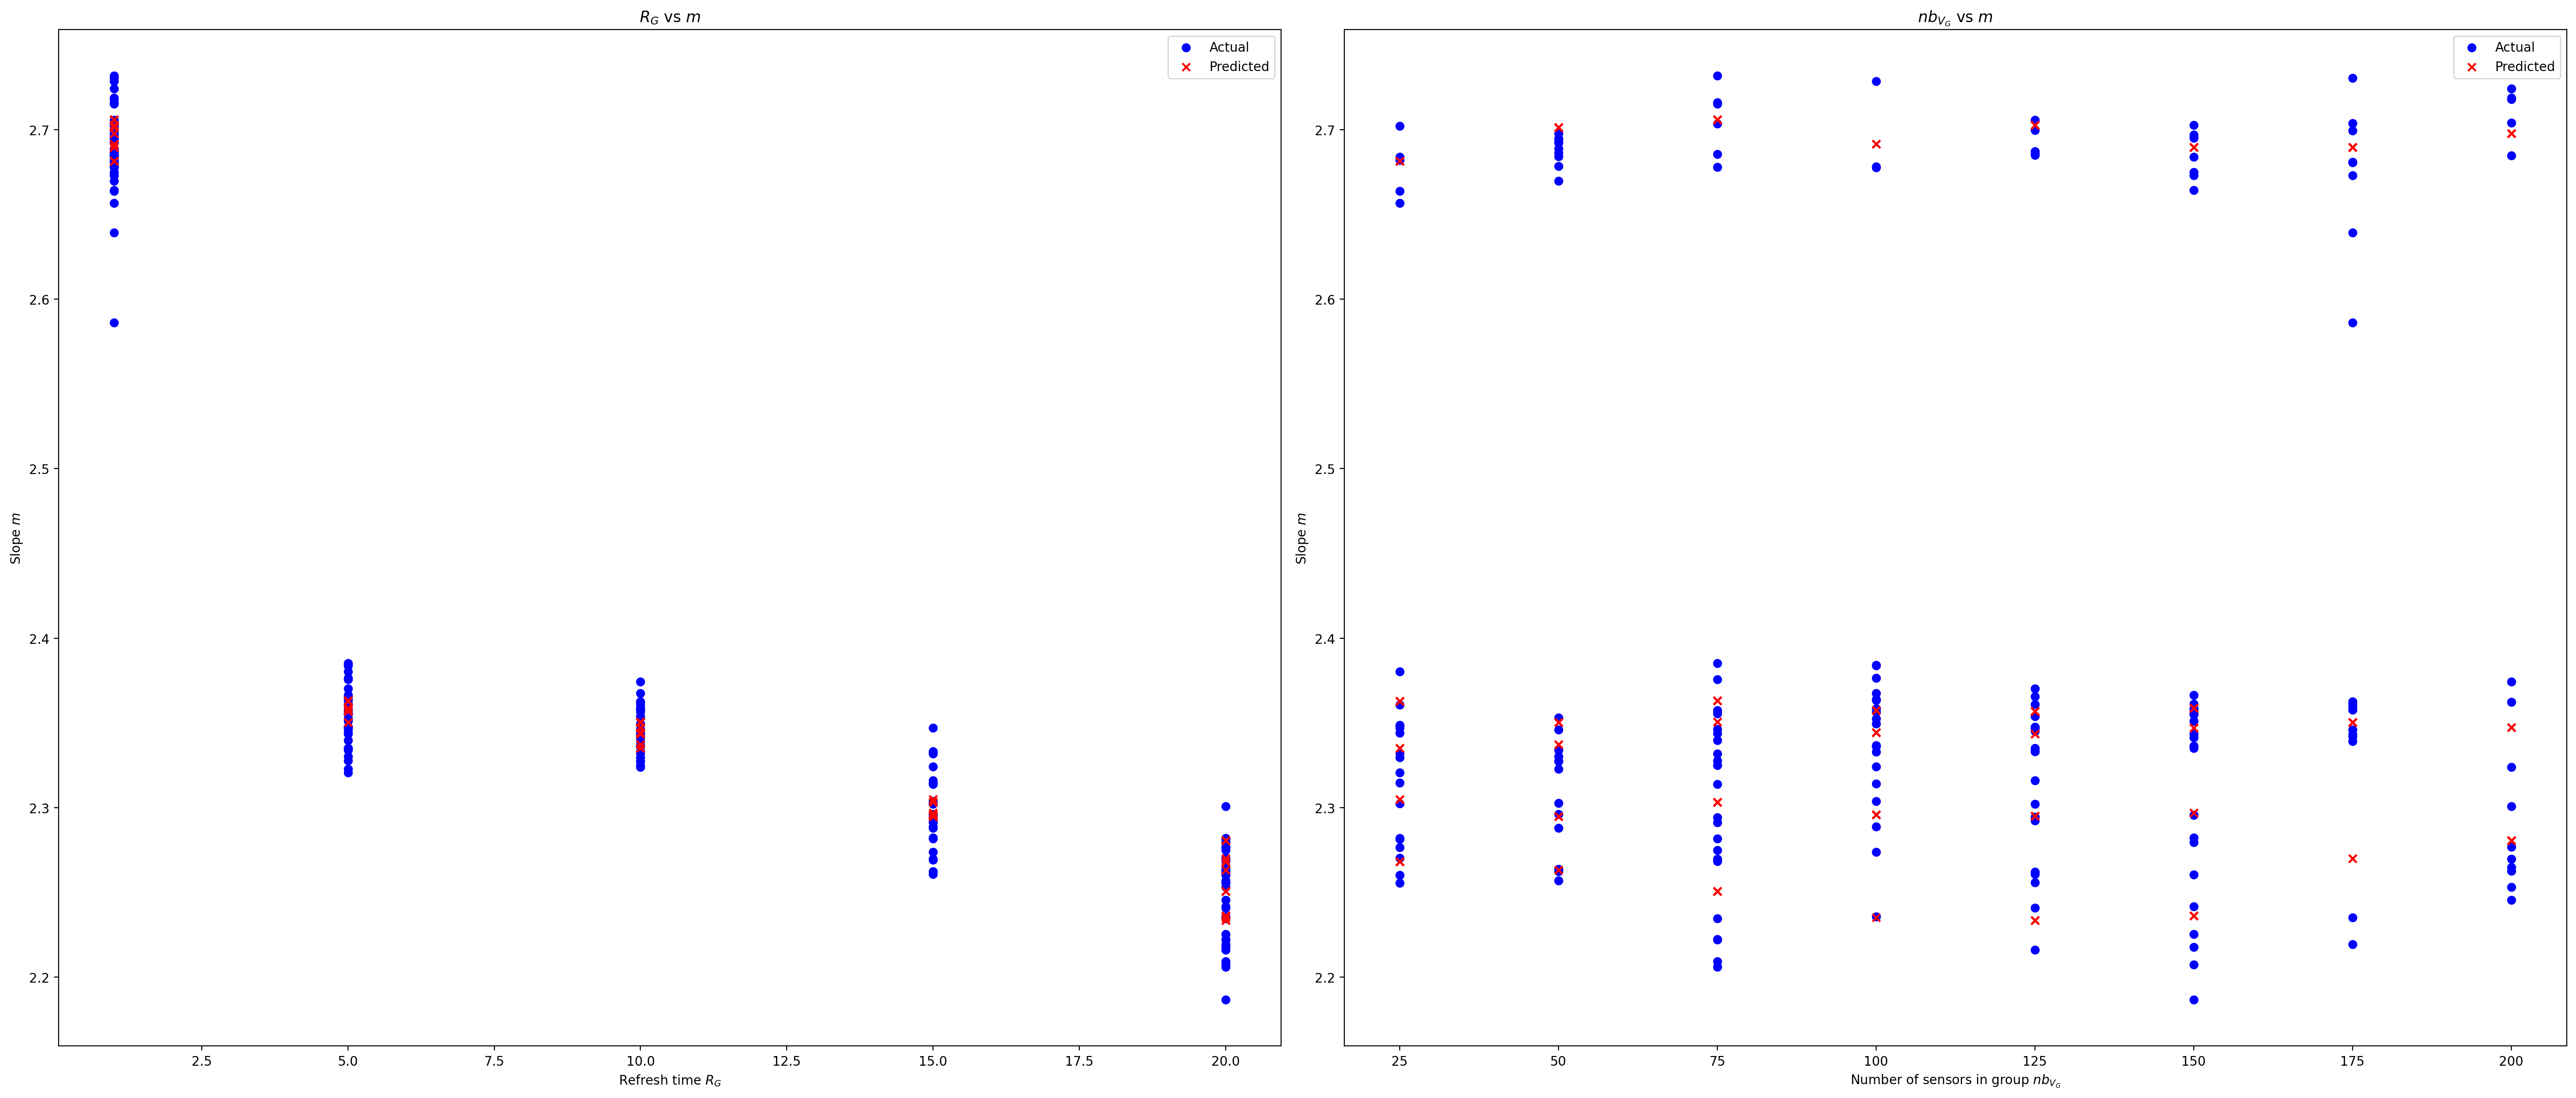 R_G vs m
Actual
Predicted
2.7
2.6
2.5
2.4
2.3
2.2
Slope m
2.5
5.0
7.5
10.0
12.5
15.0
17.5
20.0
Refresh time R_G
nb_{V_G} vs m
Actual
Predicted
2.7
2.6
2.5
2.4
2.3
2.2
Slope m
25
50
75
100
125
150
175
200
Number of sensors in group nb_{V_G}